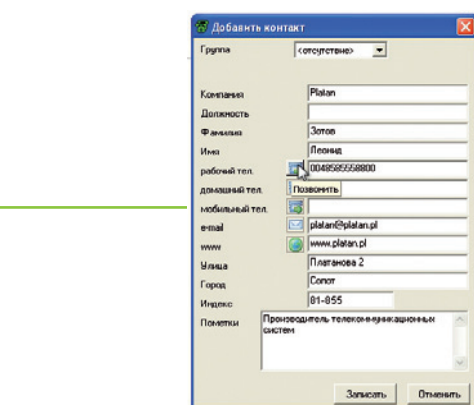 Добавить контакт
Группа <отсутствие>
Компания Platan
Должность
Фамилия Зотов
Имя Леонид
рабочий тел. 0048585558800
домашний тел. Позвонить
мобильный тел.
e-mail platan@platan.pl
www www.platan.pl
Улица Платанова 2
Город Сопот
Индекс 81-855
Пометки Производитель телекоммуникационных
систем
Записать Отменить